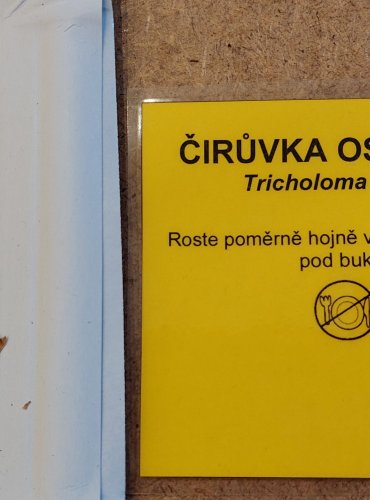 ČIRŮVKA OS
Tricholoma
Roste poměrně hojně v
pod buk